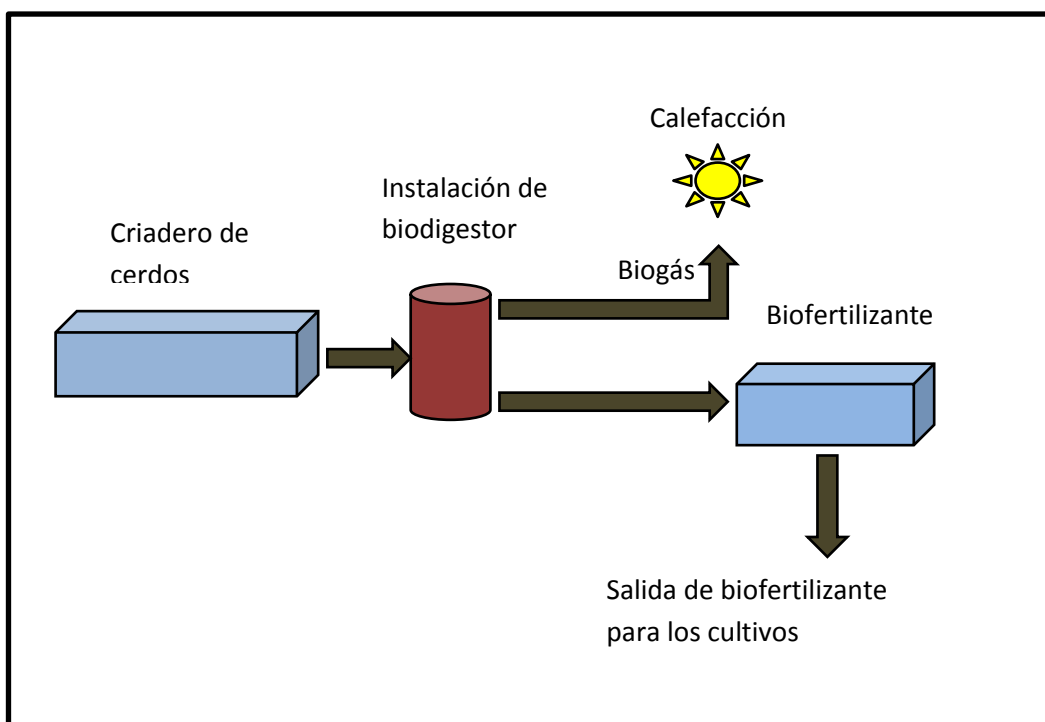 Calefacción
Instalación de
biodigestor
Criadero de
cerdos
Biogás
Biofertilizante
Salida de biofertilizante
para los cultivos